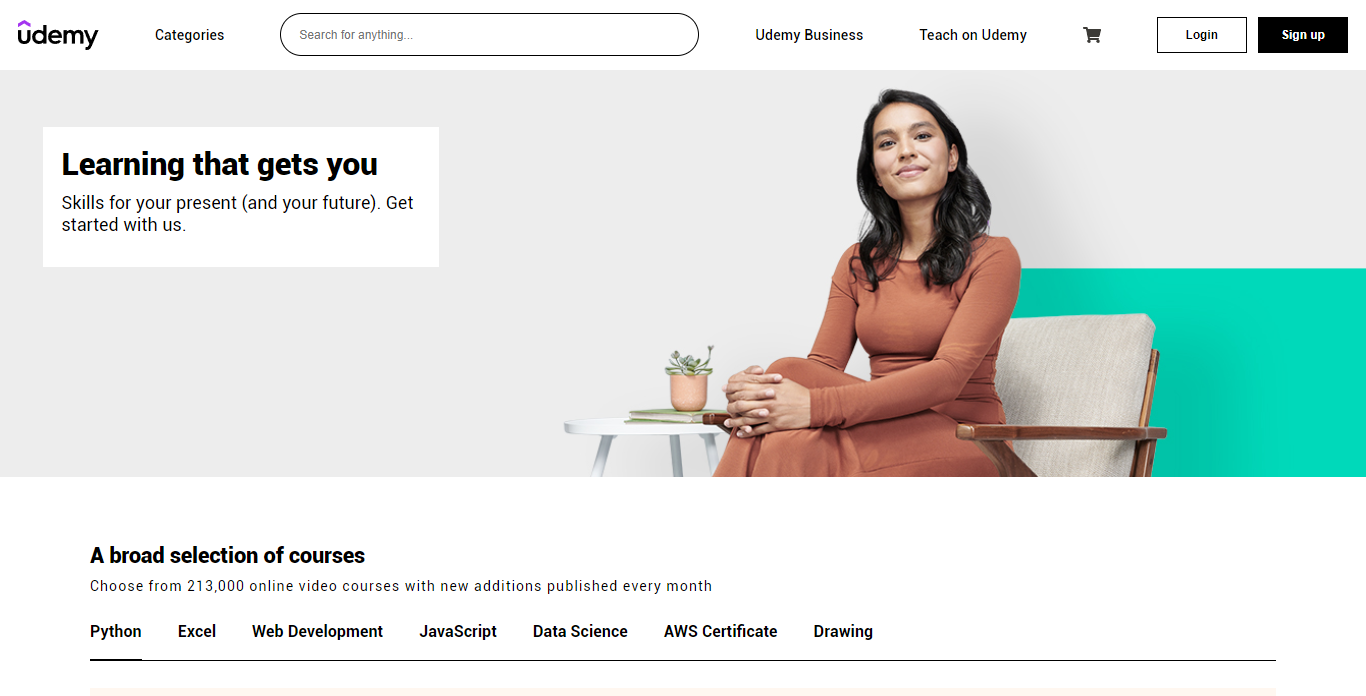 udemy
Categories
Search for anything...
Udemy Business
Teach on Udemy
Login
Sign up
Learning that gets you
Skills for your present (and your future). Get
started with us.
A broad selection of courses
Choose from 213,000 online video courses with new additions published every month
Python
Excel
Web Development
JavaScript
Data Science
AWS Certificate
Drawing